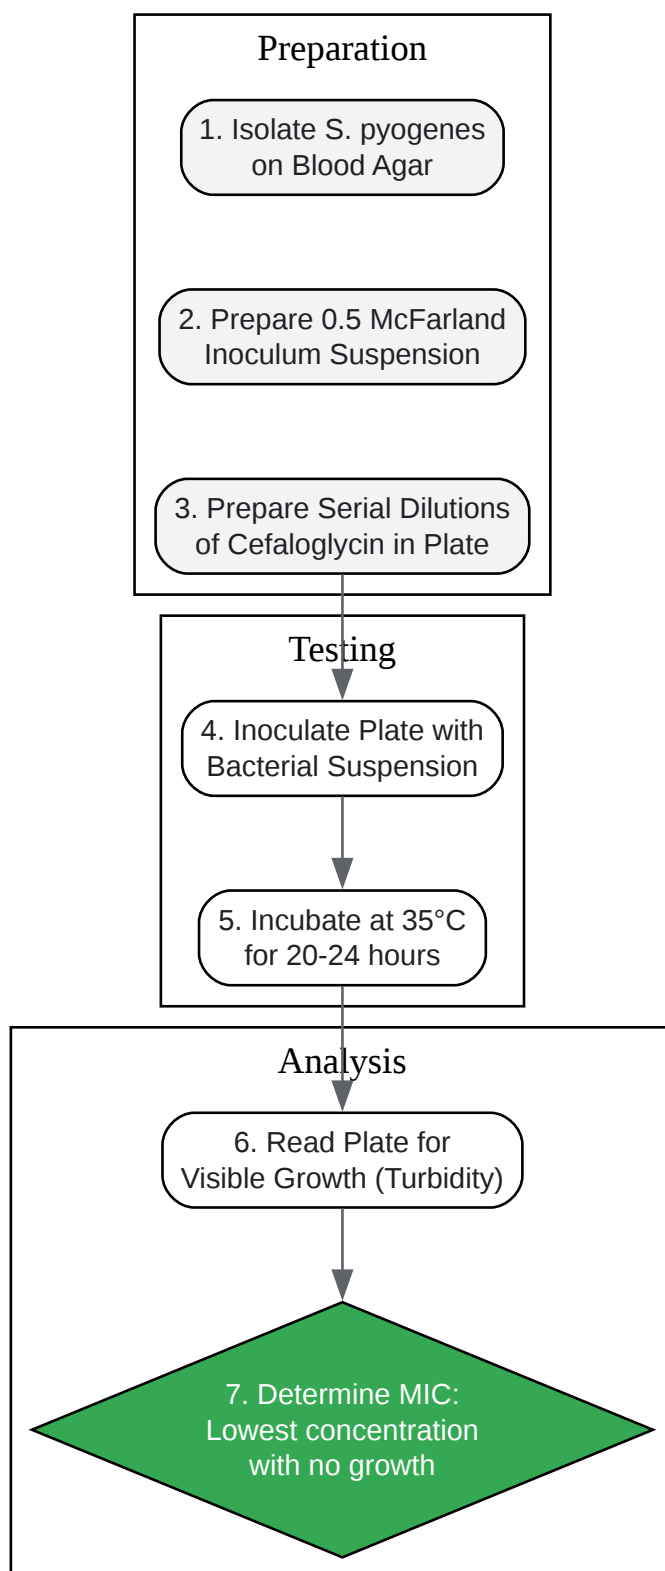 Preparation
1. Isolate S. pyogenes
on Blood Agar
2. Prepare 0.5 McFarland
Inoculum Suspension
3. Prepare Serial Dilutions
of Cefaloglycin in Plate
Testing
4. Inoculate Plate with
Bacterial Suspension
5. Incubate at 35°C
for 20-24 hours
Analysis
6. Read Plate for
Visible Growth (Turbidity)
7. Determine MIC:
Lowest concentration
with no growth